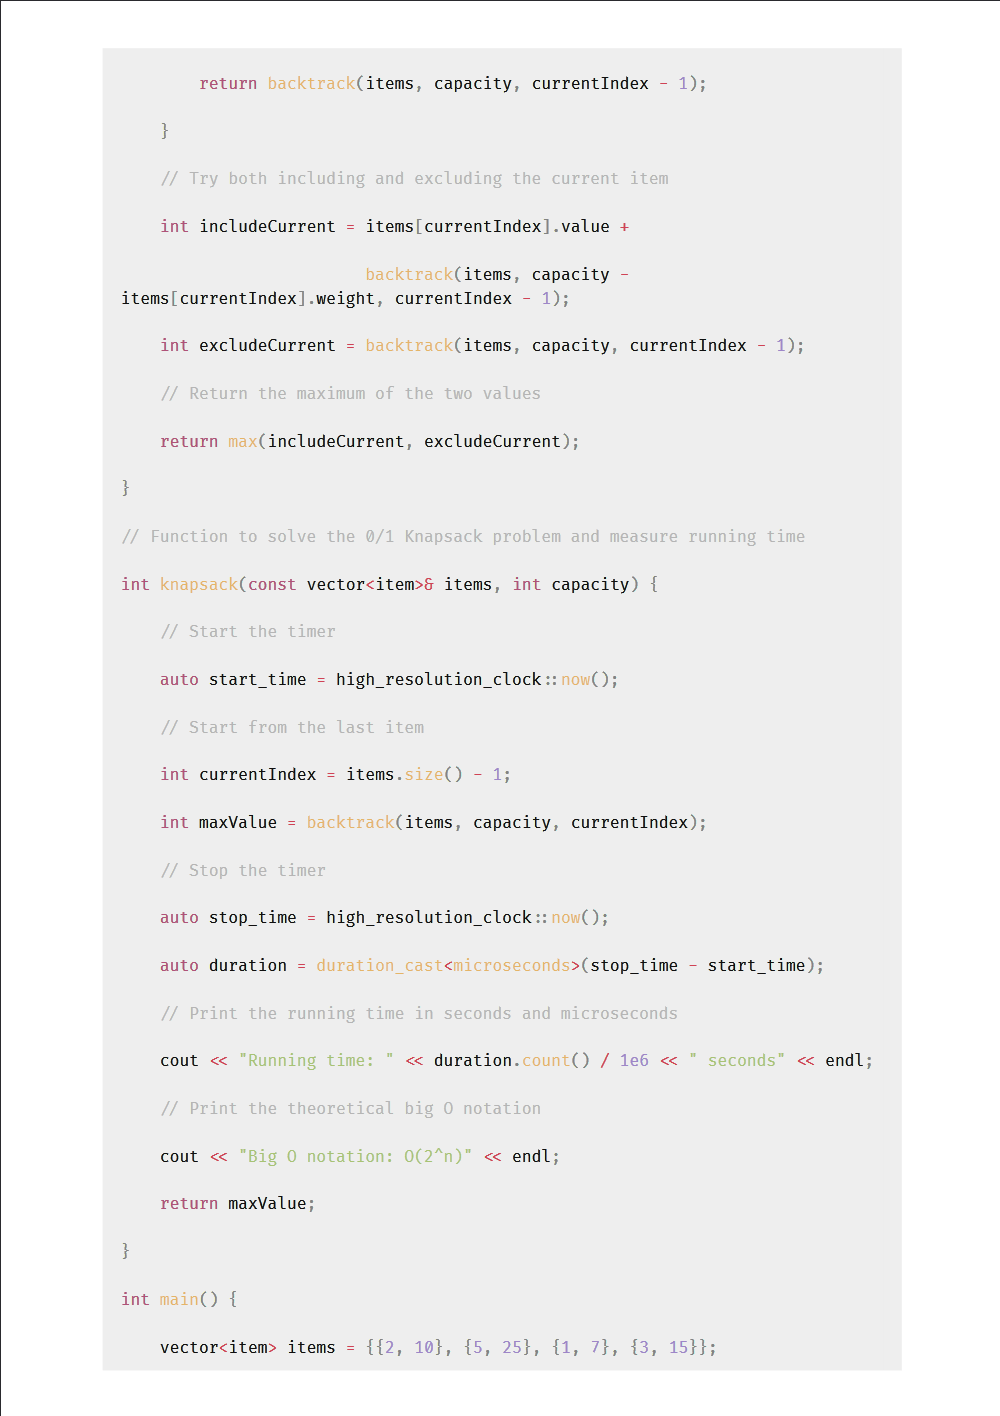 return backtrack(items, capacity, currentIndex - 1);
    }
    // Try both including and excluding the current item
    int includeCurrent = items[currentIndex].value +
                         backtrack(items, capacity -
items[currentIndex].weight, currentIndex - 1);
    int excludeCurrent = backtrack(items, capacity, currentIndex - 1);
    // Return the maximum of the two values
    return max(includeCurrent, excludeCurrent);
}
// Function to solve the 0/1 Knapsack problem and measure running time
int knapsack(const vector<item>& items, int capacity) {
    // Start the timer
    auto start_time = high_resolution_clock::now();
    // Start from the last item
    int currentIndex = items.size() - 1;
    int maxValue = backtrack(items, capacity, currentIndex);
    // Stop the timer
    auto stop_time = high_resolution_clock::now();
    auto duration = duration_cast<microseconds>(stop_time - start_time);
    // Print the running time in seconds and microseconds
    cout << "Running time: " << duration.count() / 1e6 << " seconds" << endl;
    // Print the theoretical big O notation
    cout << "Big O notation: O(2^n)" << endl;
    return maxValue;
}
int main() {
    vector<item> items = {{2, 10}, {5, 25}, {1, 7}, {3, 15}};